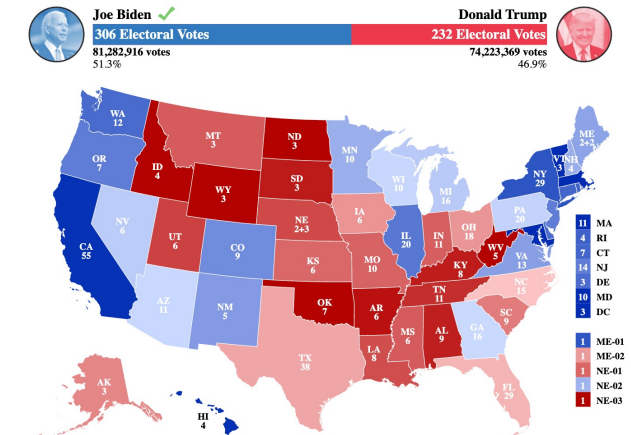 Joe Biden
Donald Trump
306 Electoral Votes
232 Electoral Votes
81,282,916 votes
74,223,369 votes
51.3%
46.9%
WA
12
OR
7
CA
55
NV
6
ID
4
MT
3
WY
3
UT
6
AZ
11
CO
9
NM
5
ND
3
SD
3
NE
2+3
KS
6
OK
7
TX
38
MN
10
IA
6
MO
10
AR
6
LA
8
WI
10
IL
20
MI
16
IN
11
OH
18
KY
8
TN
11
MS
6
AL
9
GA
16
FL
29
SC
9
NC
15
VA
13
WV
5
PA
20
NY
29
VT
3
NH
4
ME
2+2
AK
3
HI
4
11 MA
4 RI
7 CT
14 NJ
3 DE
10 MD
3 DC
1 ME-01
1 ME-02
1 NE-01
1 NE-02
1 NE-03